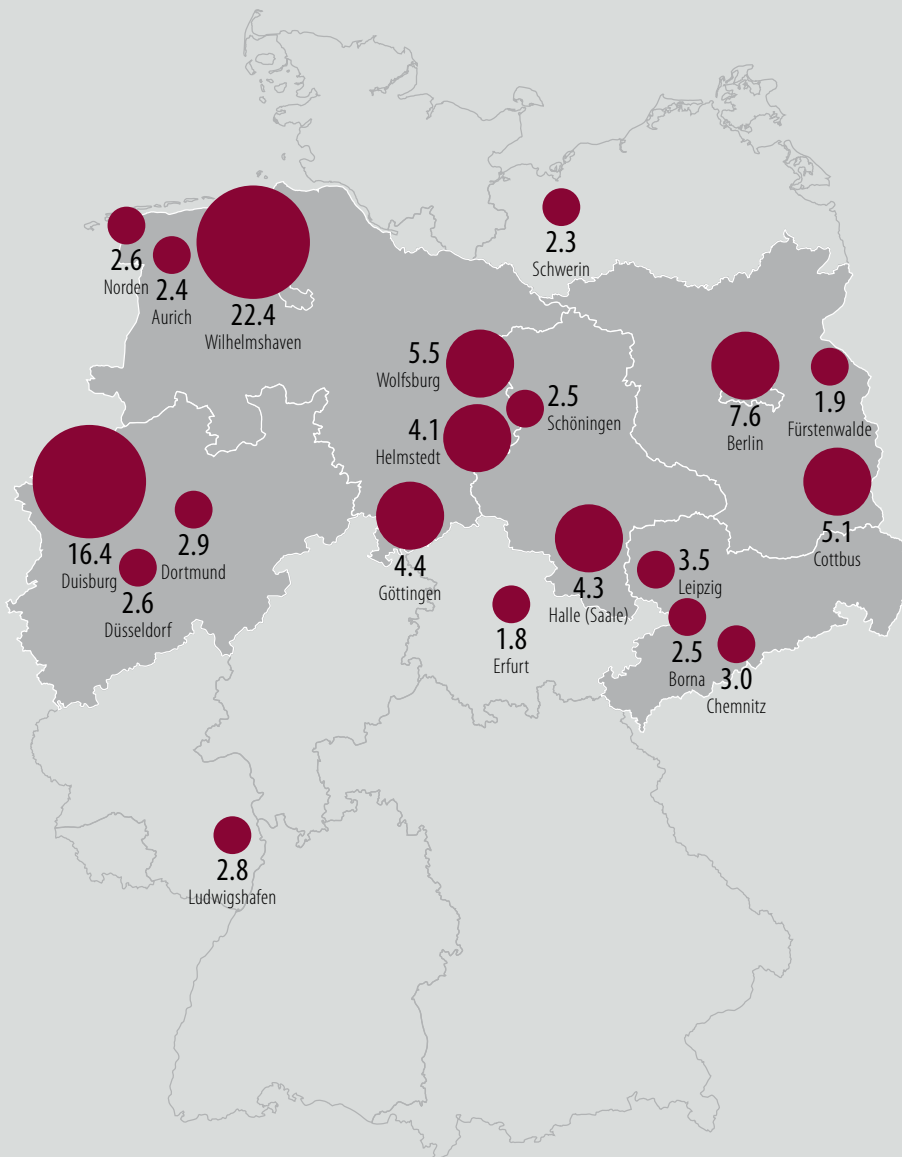 2.3
Schwerin
2.6
Norden
2.4
Aurich
22.4
Wilhelmshaven
5.5
Wolfsburg
2.5
Schöningen
4.1
Helmstedt
7.6
Berlin
1.9
Fürstenwalde
16.4
Duisburg
2.9
Dortmund
2.6
Düsseldorf
4.4
Göttingen
4.3
Halle (Saale)
3.5
Leipzig
5.1
Cottbus
1.8
Erfurt
2.5
Borna
3.0
Chemnitz
2.8
Ludwigshafen